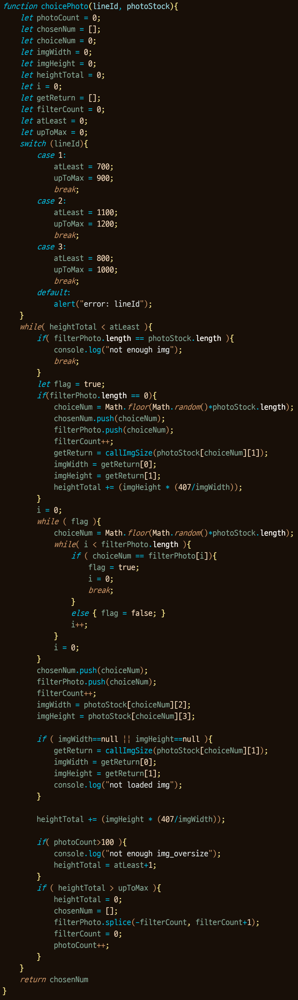 function choicePhoto(lineId, photoStock){
    let photoCount = 0;
    let chosenNum = [];
    let choiceNum = 0;
    let imgWidth = 0;
    let imgHeight = 0;
    let heightTotal = 0;
    let i = 0;
    let getReturn = [];
    let filterCount = 0;
    let atLeast = 0;
    let upToMax = 0;
    switch (lineId){
        case 1:
            atLeast = 700;
            upToMax = 900;
            break;
        case 2:
            atLeast = 1100;
            upToMax = 1200;
            break;
        case 3:
            atLeast = 800;
            upToMax = 1000;
            break;
        default:
            alert("error: lineId");
    }
    while( heightTotal < atLeast ){
        if( filterPhoto.length == photoStock.length ){
            console.log("not enough img");
            break;
        }
        let flag = true;
        if(filterPhoto.length == 0){
            choiceNum = Math.floor(Math.random()*photoStock.length);
            chosenNum.push(choiceNum);
            filterPhoto.push(choiceNum);
            filterCount++;
            getReturn = callImgSize(photoStock[choiceNum][1]);
            imgWidth = getReturn[0];
            imgHeight = getReturn[1];
            heightTotal += (imgHeight * (407/imgWidth));
        }
        i = 0;
        while ( flag ){
            choiceNum = Math.floor(Math.random()*photoStock.length);
            while( i < filterPhoto.length ){
                if ( choiceNum == filterPhoto[i]){
                    flag = true;
                    i = 0;
                    break;
                }
                else { flag = false; }
                i++;
            }
            i = 0;
        }
        chosenNum.push(choiceNum);
        filterPhoto.push(choiceNum);
        filterCount++;
        imgWidth = photoStock[choiceNum][2];
        imgHeight = photoStock[choiceNum][3];

        if ( imgWidth==null || imgHeight==null ){
            getReturn = callImgSize(photoStock[choiceNum][1]);
            imgWidth = getReturn[0];
            imgHeight = getReturn[1];
            console.log("not loaded img");
        }

        heightTotal += (imgHeight * (407/imgWidth));

        if( photoCount>100 ){
            console.log("not enough img_oversize");
            heightTotal = atLeast+1;
        }
        if ( heightTotal > upToMax ){
            heightTotal = 0;
            chosenNum = [];
            filterPhoto.splice(-filterCount, filterCount+1);
            filterCount = 0;
            photoCount++;
        }
    }
    return chosenNum
}